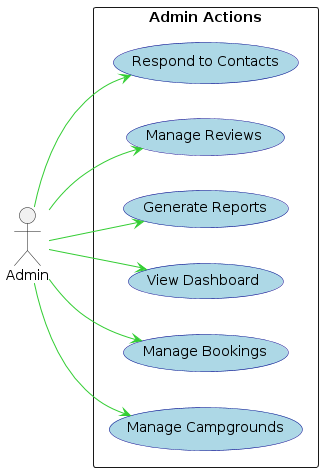 Admin Actions
Respond to Contacts
Manage Reviews
Generate Reports
Admin
View Dashboard
Manage Bookings
Manage Campgrounds